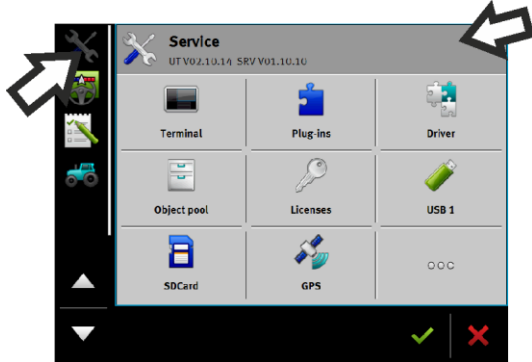 Service
UT V02.10.14 SRV V01.10.10
Terminal
Plug-ins
Driver
Object pool
Licenses
USB 1
SDCard
GPS